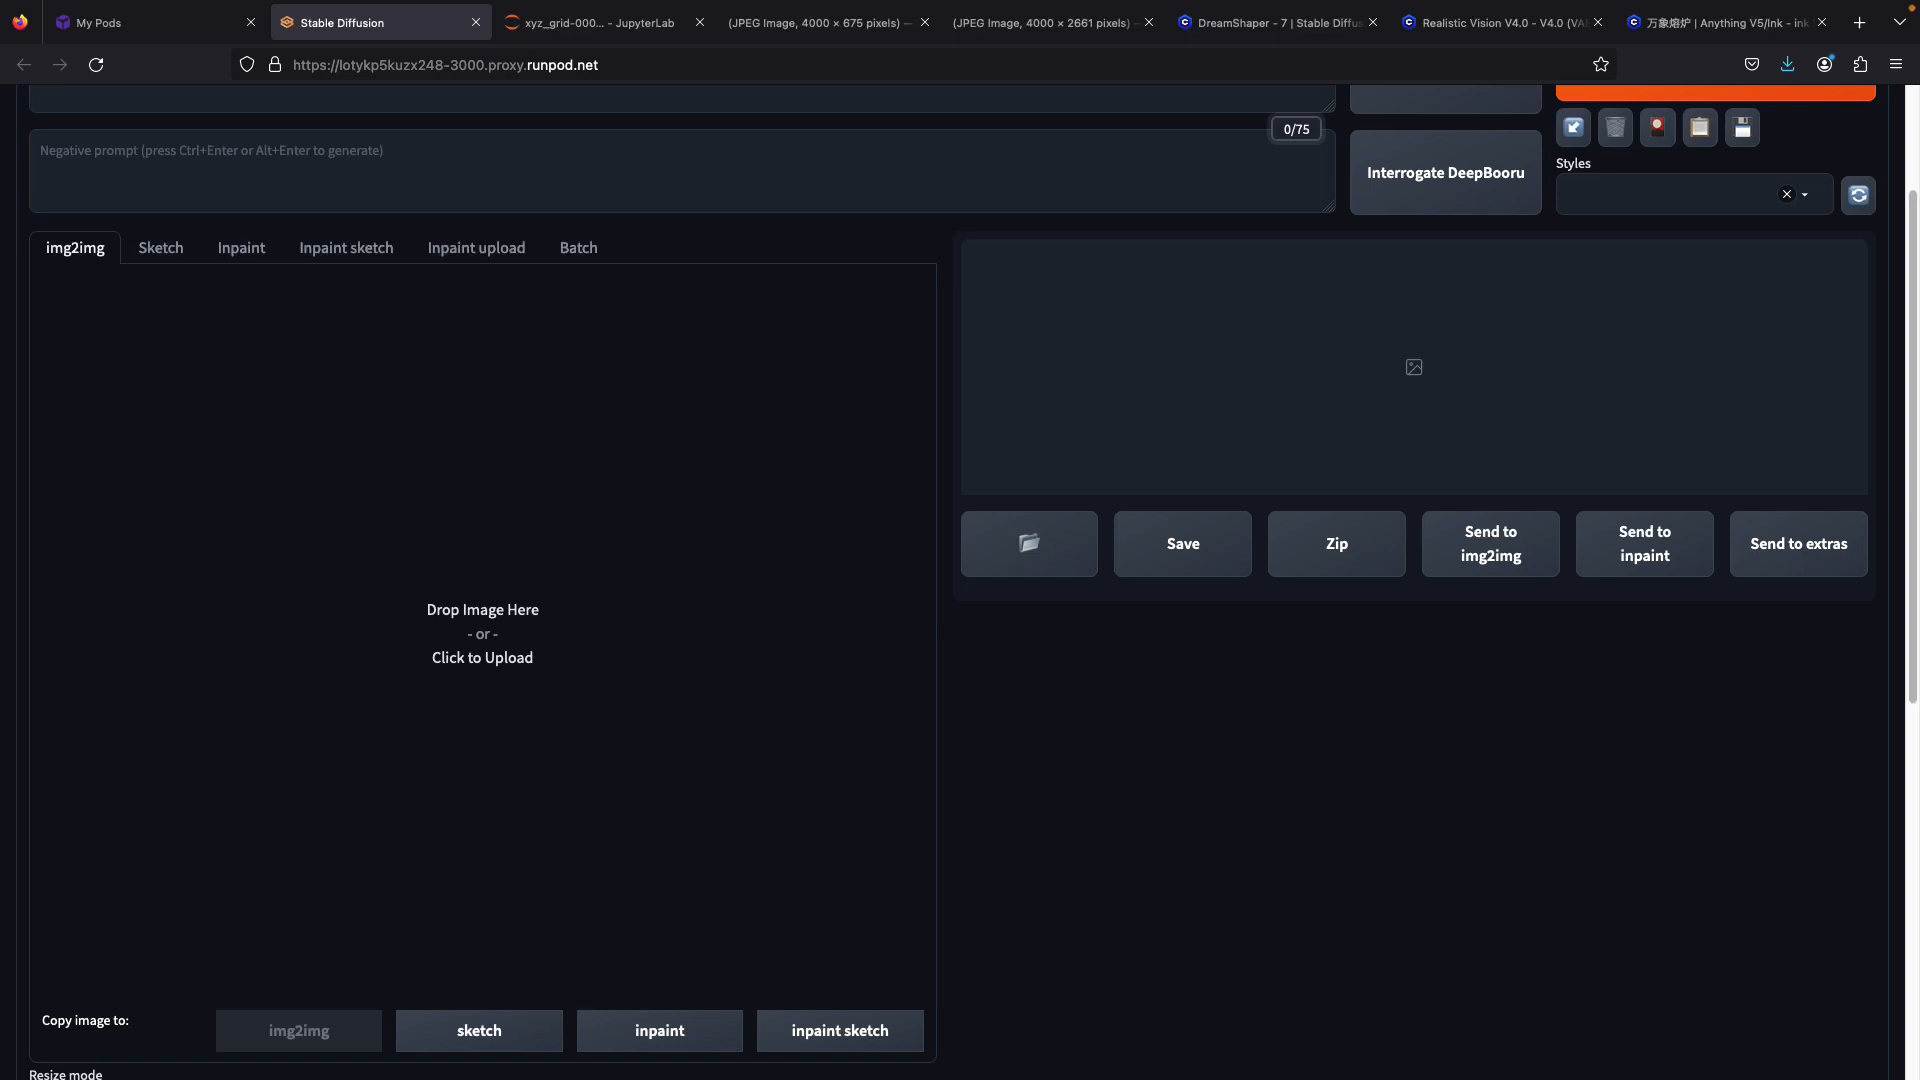 My Pods
Stable Diffusion
xyz_grid-000... - JupyterLab
(JPEG Image, 4000 × 675 pixels) —
(JPEG Image, 4000 × 2661 pixels) -
DreamShaper - 7 | Stable Diffus
Realistic Vision V4.0 - V4.0 (VA
万象熔炉 | Anything V5/Ink - ink
https://lotykp5kuzx248-3000.proxy.runpod.net
0/75
Negative prompt (press Ctrl+Enter or Alt+Enter to generate)
Interrogate DeepBooru
Styles
img2img
Sketch
Inpaint
Inpaint sketch
Inpaint upload
Batch
Drop Image Here
- or -
Click to Upload
Save
Zip
Send to
img2img
Send to
inpaint
Send to extras
Copy image to:
img2img
sketch
inpaint
inpaint sketch
Resize mode